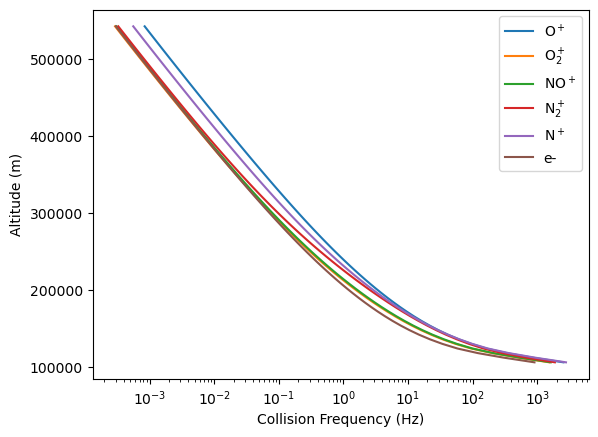 500000
400000
300000
200000
100000
Altitude (m)
10⁻³ 10⁻² 10⁻¹ 10⁰ 10¹ 10² 10³
Collision Frequency (Hz)
O⁺
O₂⁺
NO⁺
N₂⁺
N⁺
e-